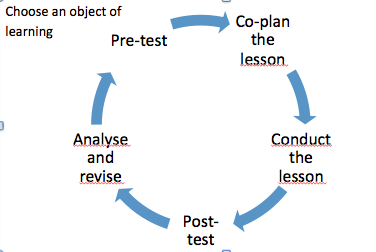 Choose an object of
learning
Pre-test
Co-plan
the
lesson
Conduct
the
lesson
Post-
test
Analyse
and
revise